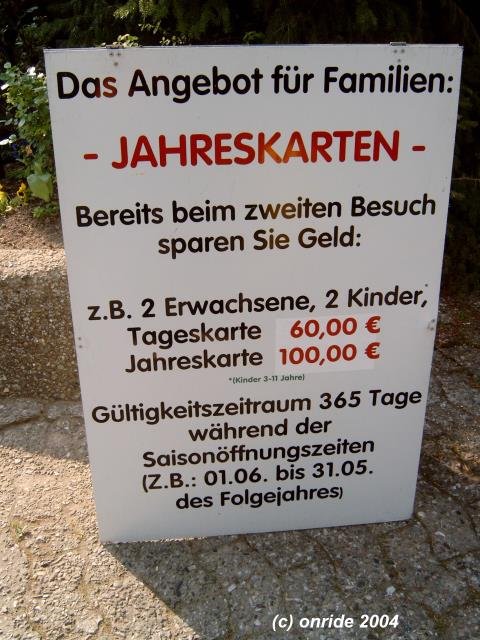 Das Angebot für Familien:
- JAHRESKARTEN -
Bereits beim zweiten Besuch
sparen Sie Geld:
z.B. 2 Erwachsene, 2 Kinder,
Tageskarte 60,00 €
Jahreskarte 100,00 €
*(Kinder 3-11 Jahre)
Gültigkeitszeitraum 365 Tage
während der
Saisonöffnungszeiten
(Z.B.: 01.06. bis 31.05.
des Folgejahres)
(c) onride 2004